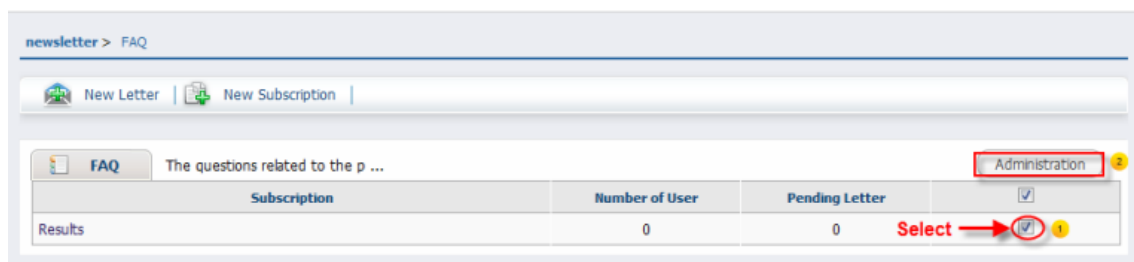 newsletter > FAQ
New Letter | New Subscription |
FAQ The questions related to the p ... Administration 2
Subscription Number of User Pending Letter
Results 0 0 Select 1